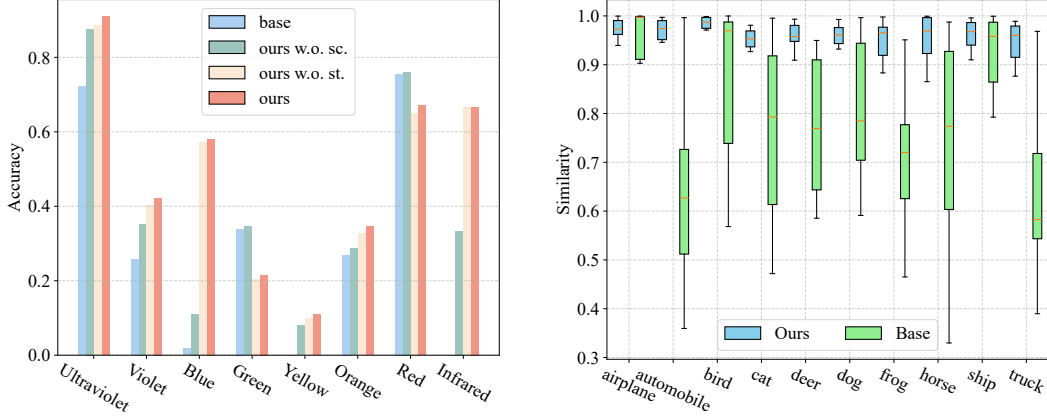 Accuracy
0.8
0.6
0.4
0.2
0.0
base
ours w.o. sc.
ours w.o. st.
ours
Ultraviolet
Violet
Blue
Green
Yellow
Orange
Red
Infrared
Similarity
1.0
0.9
0.8
0.7
0.6
0.5
0.4
0.3
Ours
Base
airplane
automobile
bird
cat
deer
dog
frog
horse
ship
truck